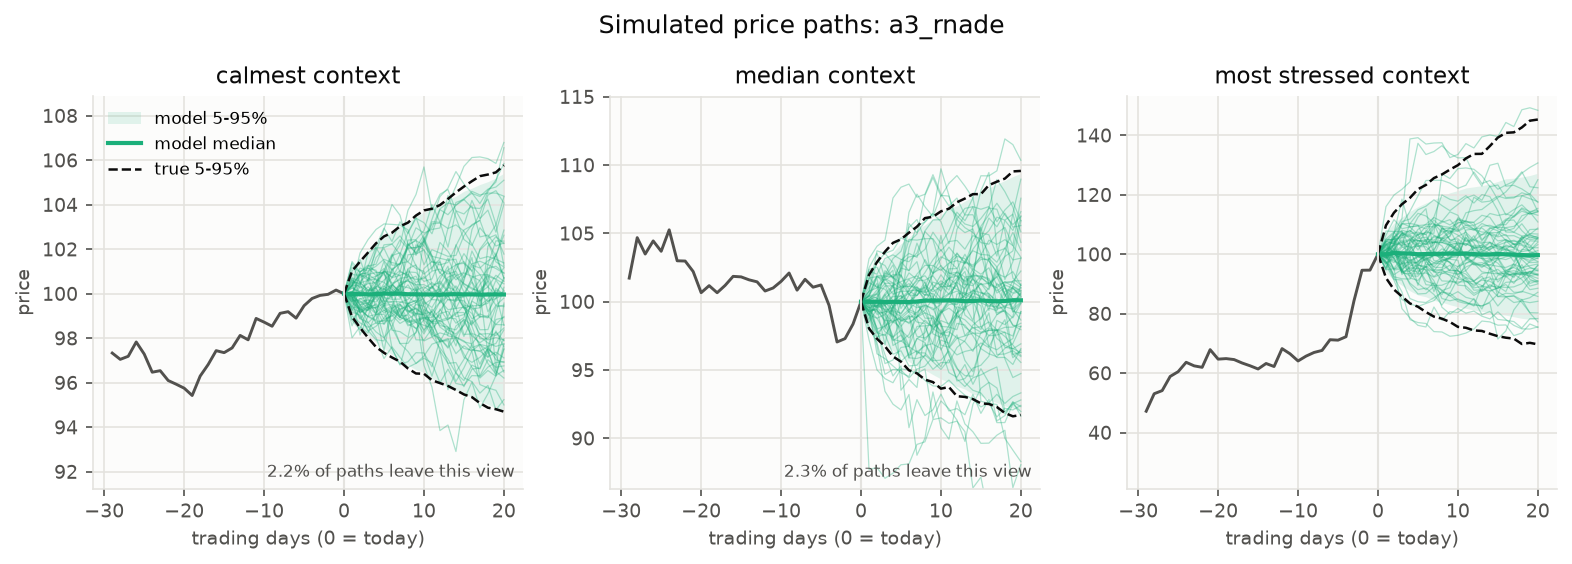 Simulated price paths: a3_rnade
calmest context
108
106
104
102
100
98
96
94
92
price
model 5-95%
model median
true 5-95%
2.2% of paths leave this view
−30
−20
−10
0
10
20
trading days (0 = today)
median context
115
110
105
100
95
90
price
2.3% of paths leave this view
−30
−20
−10
0
10
20
trading days (0 = today)
most stressed context
140
120
100
80
60
40
price
−30
−20
−10
0
10
20
trading days (0 = today)